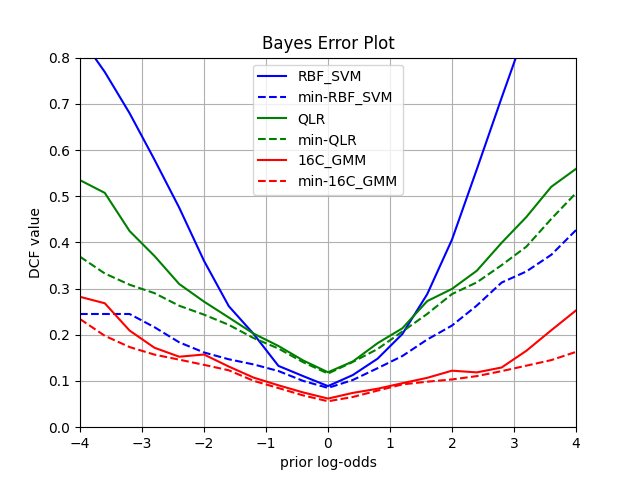 Bayes Error Plot
RBF_SVM
min-RBF_SVM
QLR
min-QLR
16C_GMM
min-16C_GMM
DCF value
0.8
0.7
0.6
0.5
0.4
0.3
0.2
0.1
0.0
−4 −3 −2 −1 0 1 2 3 4
prior log-odds